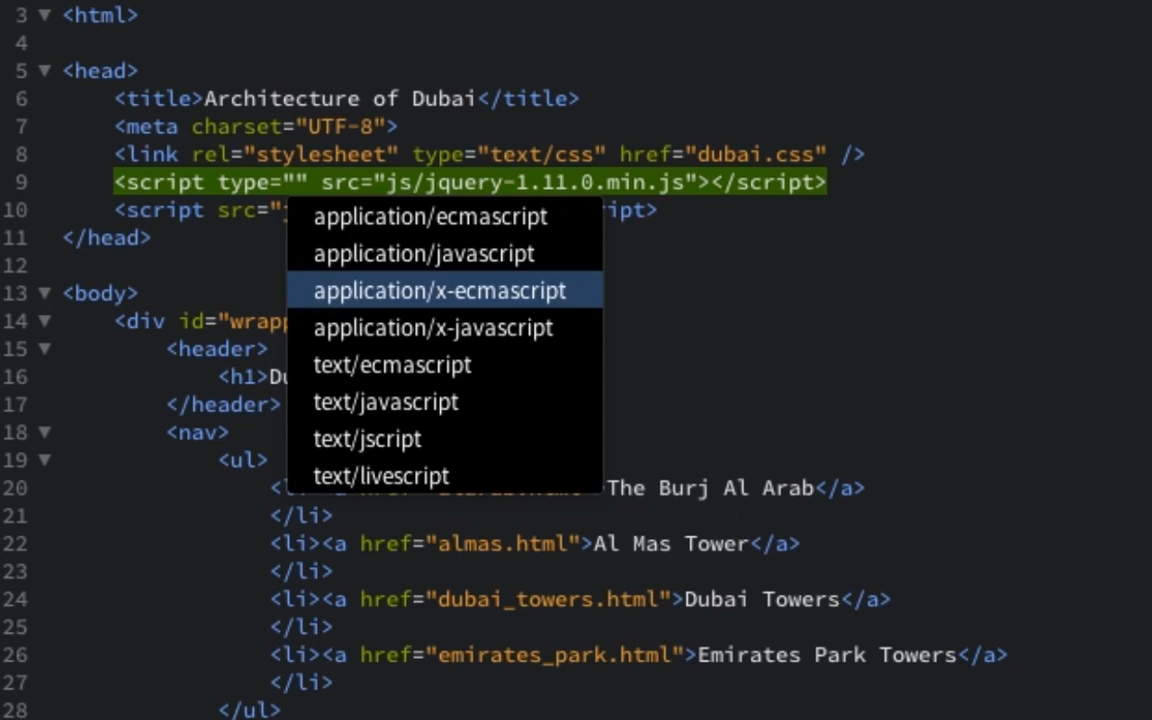 3 ▼ <html>
4
5 ▼ <head>
6 <title>Architecture of Dubai</title>
7 <meta charset="UTF-8">
8 <link rel="stylesheet" type="text/css" href="dubai.css" />
9 <script type="" src="js/jquery-1.11.0.min.js"></script>
10 <script src=" ipt>
application/ecmascript
application/javascript
application/x-ecmascript
application/x-javascript
text/ecmascript
text/javascript
text/jscript
text/livescript
11 </head>
12
13 ▼ <body>
14 ▼ <div id="wrapp
15 ▼ <header>
16 <h1>Du
17 </header>
18 ▼ <nav>
19 ▼ <ul>
20 The Burj Al Arab</a>
21 </li>
22 <li><a href="almas.html">Al Mas Tower</a>
23 </li>
24 <li><a href="dubai_towers.html">Dubai Towers</a>
25 </li>
26 <li><a href="emirates_park.html">Emirates Park Towers</a>
27 </li>
28 </ul>